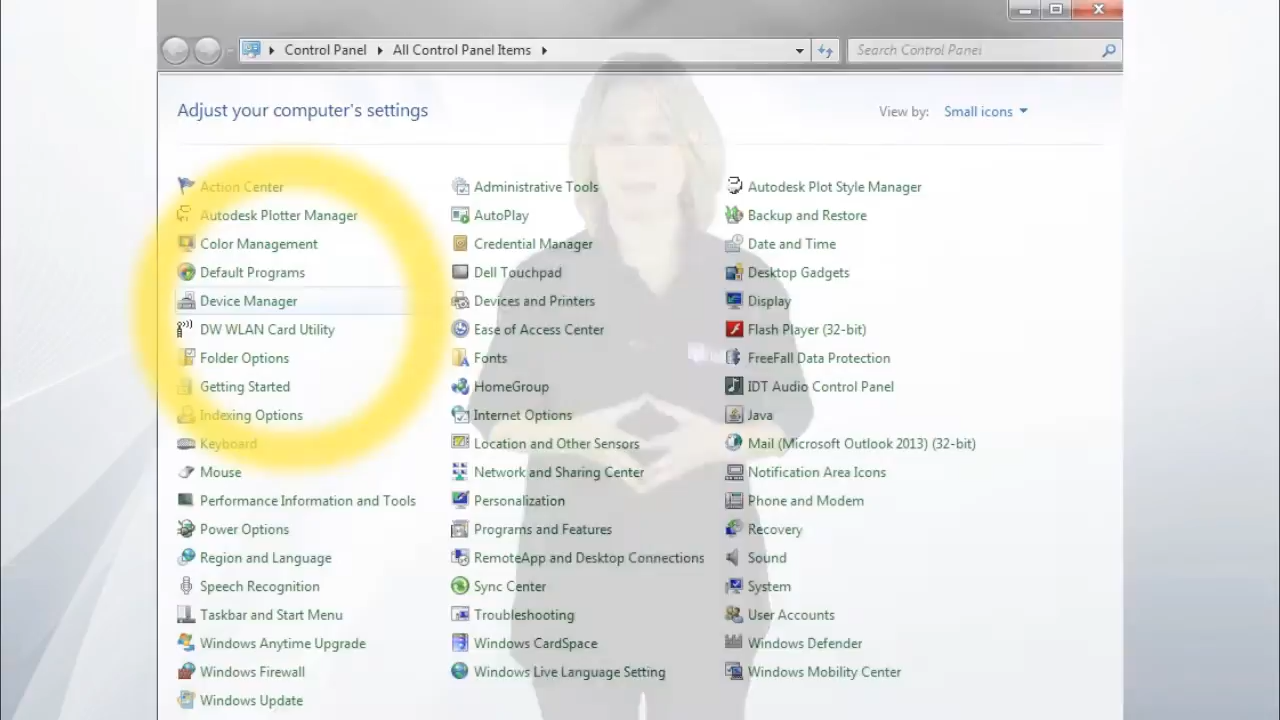 Control Panel All Control Panel Items
Search Control Panel
Adjust your computer's settings
View by: Small icons
Action Center
Administrative Tools
Autodesk Plot Style Manager
Autodesk Plotter Manager
AutoPlay
Backup and Restore
Color Management
Credential Manager
Date and Time
Default Programs
Dell Touchpad
Desktop Gadgets
Device Manager
Devices and Printers
Display
DW WLAN Card Utility
Ease of Access Center
Flash Player (32-bit)
Folder Options
Fonts
FreeFall Data Protection
Getting Started
HomeGroup
IDT Audio Control Panel
Indexing Options
Internet Options
Java
Keyboard
Location and Other Sensors
Mail (Microsoft Outlook 2013) (32-bit)
Mouse
Network and Sharing Center
Notification Area Icons
Performance Information and Tools
Personalization
Phone and Modem
Power Options
Programs and Features
Recovery
Region and Language
RemoteApp and Desktop Connections
Sound
Speech Recognition
Sync Center
System
Taskbar and Start Menu
Troubleshooting
User Accounts
Windows Anytime Upgrade
Windows CardSpace
Windows Defender
Windows Firewall
Windows Live Language Setting
Windows Mobility Center
Windows Update